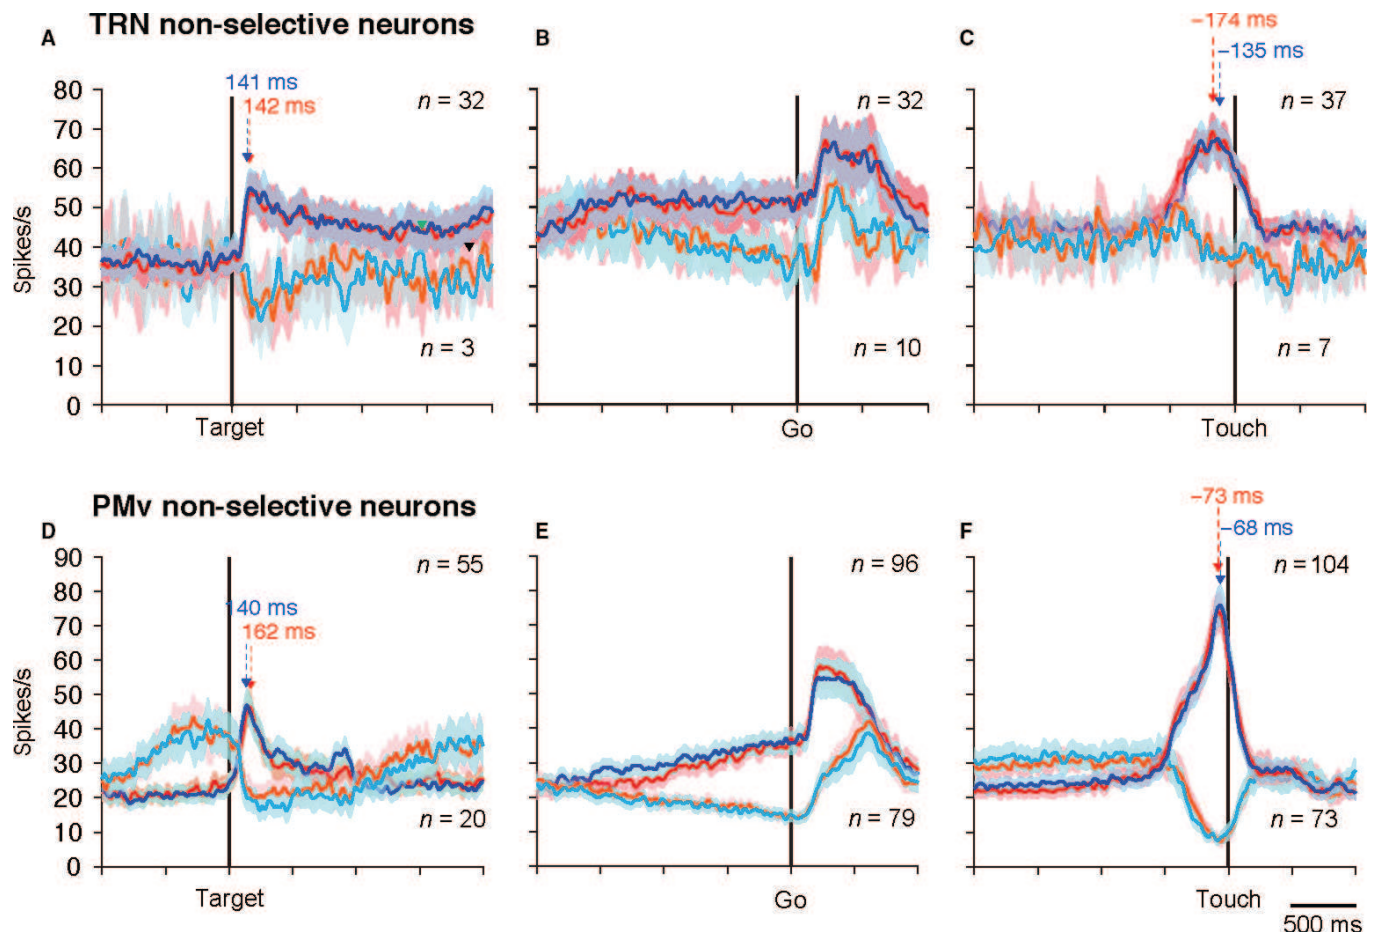 TRN non-selective neurons
A
B
C
−174 ms
−135 ms
141 ms
142 ms
n = 32
n = 32
n = 37
80
70
60
50
40
30
20
10
0
Spikes/s
n = 3
n = 10
n = 7
Target
Go
Touch
PMv non-selective neurons
D
E
F
−73 ms
−68 ms
140 ms
162 ms
n = 55
n = 96
n = 104
90
80
70
60
50
40
30
20
10
0
Spikes/s
n = 20
n = 79
n = 73
Target
Go
Touch
500 ms